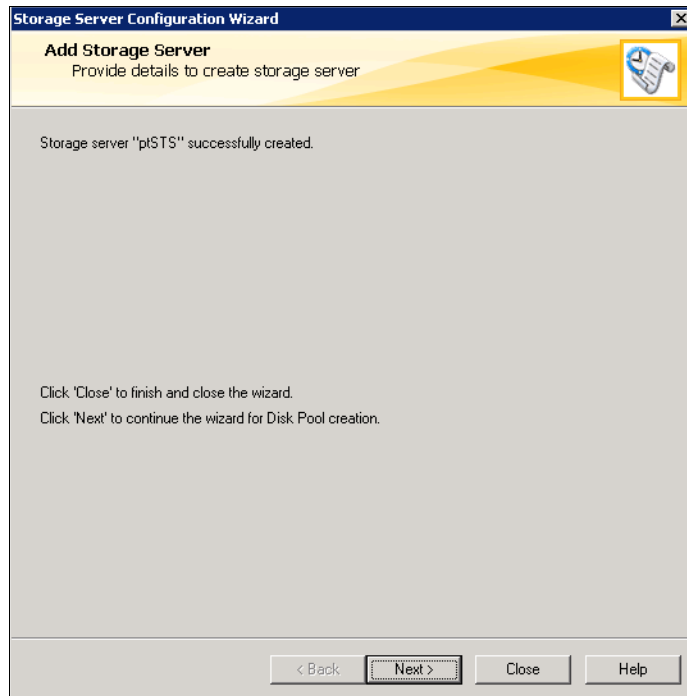 Storage Server Configuration Wizard
Add Storage Server
Provide details to create storage server
Storage server "ptSTS" successfully created.
Click 'Close' to finish and close the wizard.
Click 'Next' to continue the wizard for Disk Pool creation.
< Back Next > Close Help